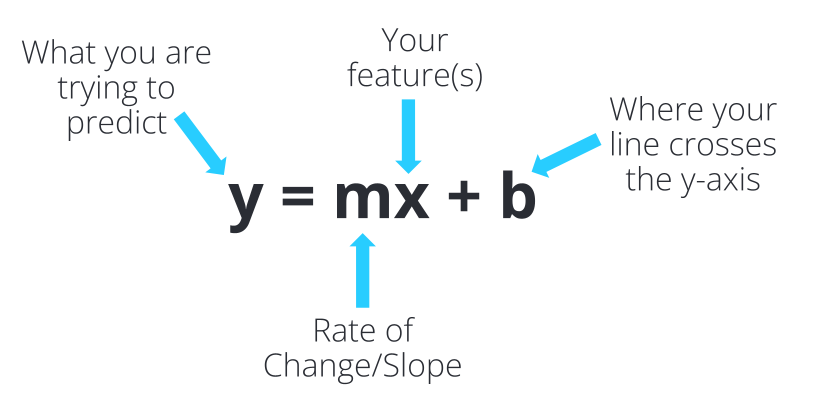 What you are
trying to
predict
Your
feature(s)
Where your
line crosses
the y-axis
y = mx + b
Rate of
Change/Slope